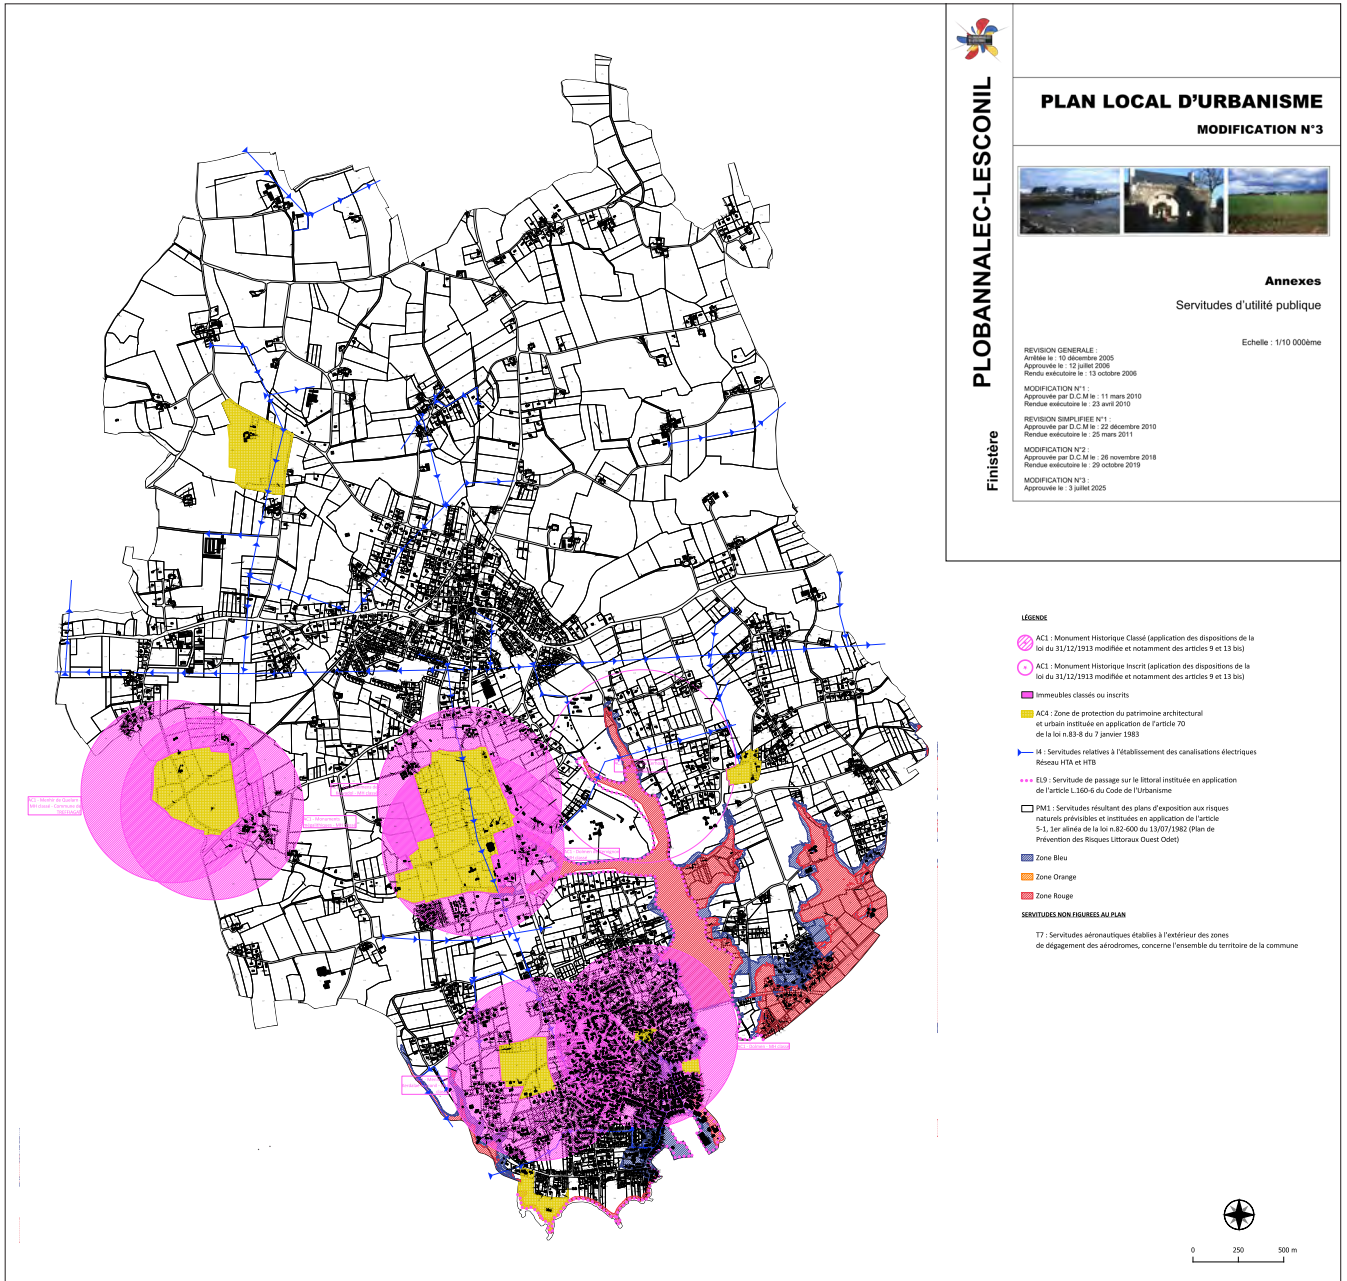 PLOBANNALEC-LESCONIL
Finistère
PLAN LOCAL D'URBANISME
MODIFICATION N°3
Annexes
Servitudes d'utilité publique
Echelle : 1/10 000ème
REVISION GENERALE :
Arrêtée le : 10 décembre 2005
Approuvée le : 12 juillet 2006
Rendu exécutoire le : 13 octobre 2006
MODIFICATION N°1 :
Approuvée par D.C.M le : 11 mars 2010
Rendue exécutoire le : 23 avril 2010
REVISION SIMPLIFIEE N°1 :
Approuvée par D.C.M le : 22 décembre 2010
Rendue exécutoire le : 25 mars 2011
MODIFICATION N°2 :
Approuvée par D.C.M le : 26 novembre 2018
Rendue exécutoire le : 29 octobre 2019
MODIFICATION N°3 :
Approuvée le : 3 juillet 2025
LÉGENDE
AC1 : Monument Historique Classé (application des dispositions de la
loi du 31/12/1913 modifiée et notamment des articles 9 et 13 bis)
AC1 : Monument Historique Inscrit (aplication des dispositions de la
loi du 31/12/1913 modifiée et notamment des articles 9 et 13 bis)
Immeubles classés ou inscrits
AC4 : Zone de protection du patrimoine architectural
et urbain instituée en application de l'article 70
de la loi n.83-8 du 7 janvier 1983
I4 : Servitudes relatives à l'établissement des canalisations électriques
Réseau HTA et HTB
EL9 : Servitude de passage sur le littoral instituée en application
de l'article L.160-6 du Code de l'Urbanisme
PM1 : Servitudes résultant des plans d'exposition aux risques
naturels prévisibles et instituées en application de l'article
5-1, 1er alinéa de la loi n.82-600 du 13/07/1982 (Plan de
Prévention des Risques Littoraux Ouest Odet)
Zone Bleu
Zone Orange
Zone Rouge
SERVITUDES NON FIGUREES AU PLAN
T7 : Servitudes aéronautiques établies à l'extérieur des zones
de dégagement des aérodromes, concerne l'ensemble du territoire de la commune
0 250 500 m